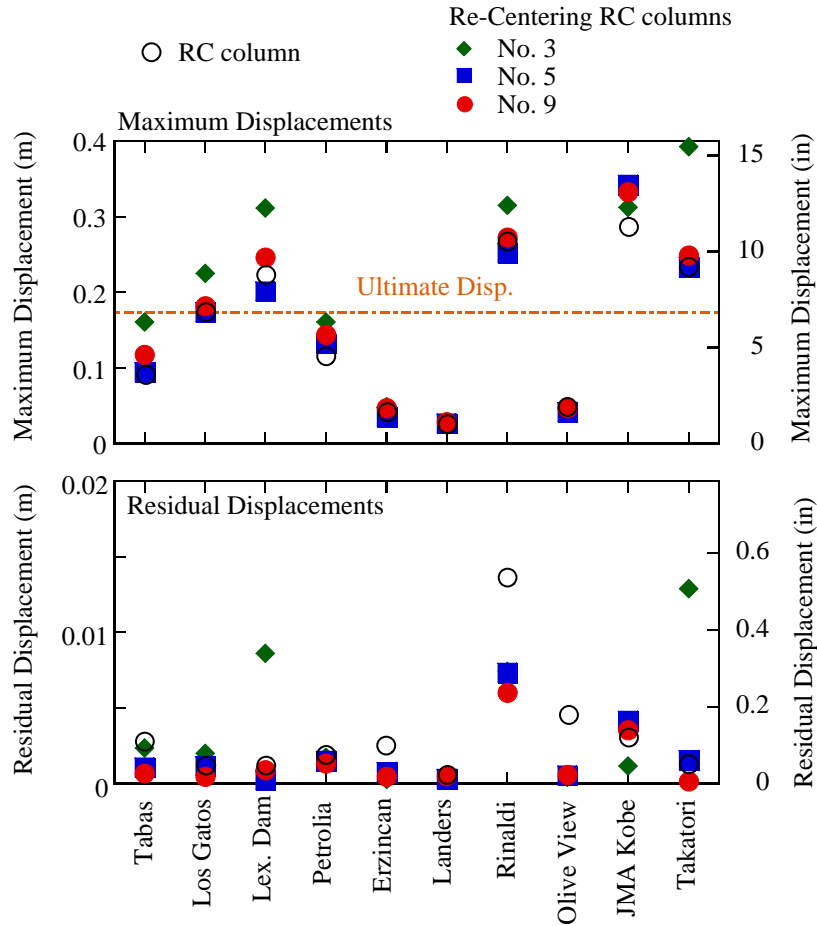 Re-Centering RC columns
RC column
No. 3
No. 5
No. 9
Maximum Displacements
Maximum Displacement (m)
0.4
0.3
0.2
0.1
0
Ultimate Disp.
15
10
5
0
Maximum Displacement (in)
Residual Displacements
Residual Displacement (m)
0.02
0.01
0
0.6
0.4
0.2
0
Residual Displacement (in)
Tabas
Los Gatos
Lex. Dam
Petrolia
Erzincan
Landers
Rinaldi
Olive View
JMA Kobe
Takatori